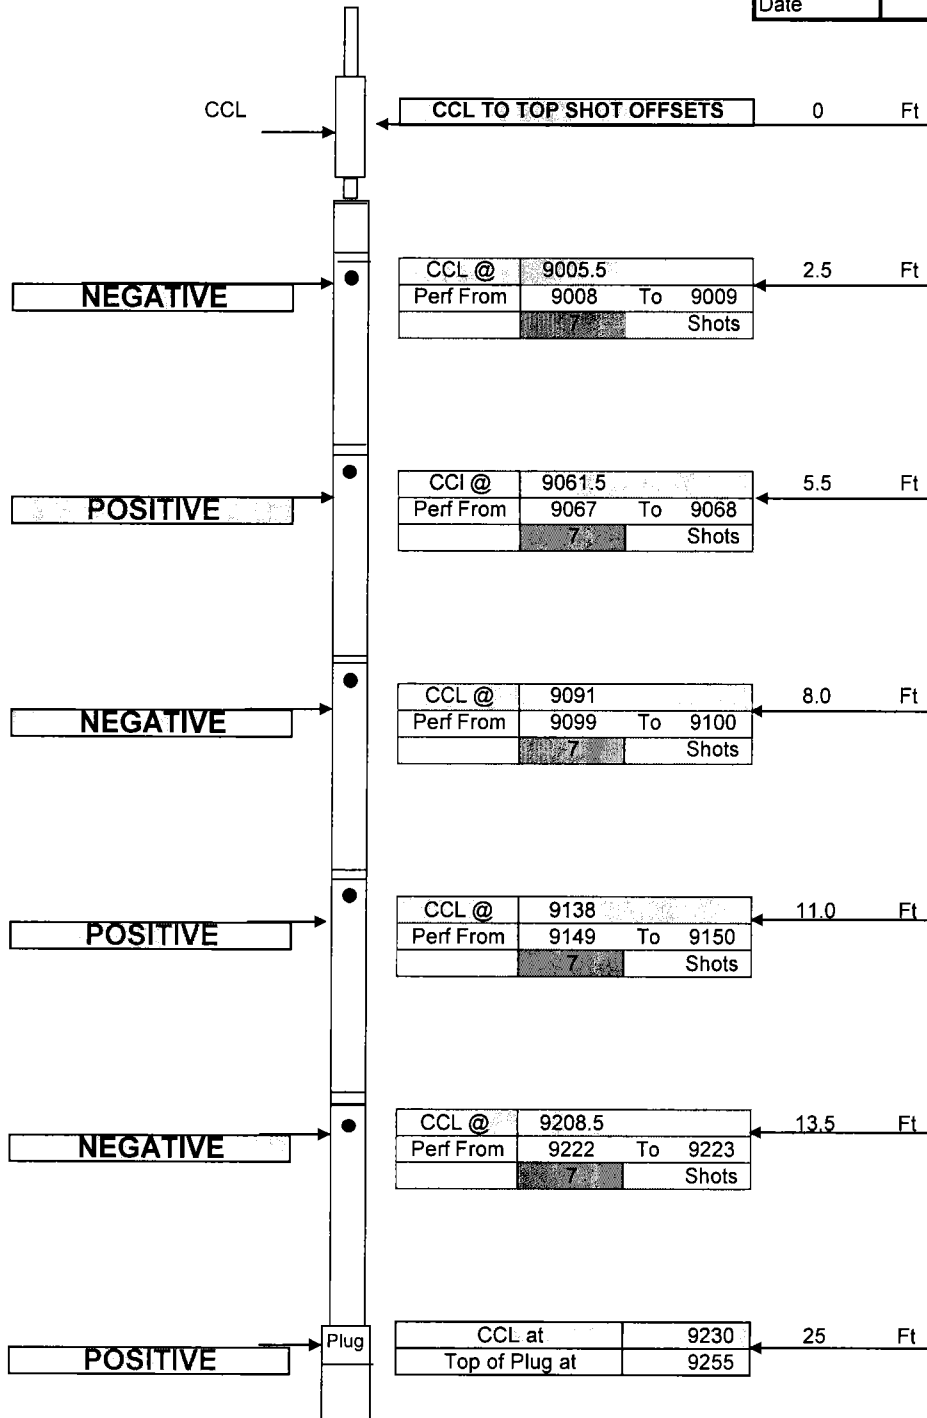 Date
CCL
CCL TO TOP SHOT OFFSETS 0 Ft
NEGATIVE
CCL @ 9005.5 2.5 Ft
Perf From 9008 To 9009
7 Shots
POSITIVE
CCl @ 9061.5 5.5 Ft
Perf From 9067 To 9068
7 Shots
NEGATIVE
CCL @ 9091 8.0 Ft
Perf From 9099 To 9100
7 Shots
POSITIVE
CCL @ 9138 11.0 Ft
Perf From 9149 To 9150
7 Shots
NEGATIVE
CCL @ 9208.5 13.5 Ft
Perf From 9222 To 9223
7 Shots
Plug
POSITIVE
CCL at 9230 25 Ft
Top of Plug at 9255